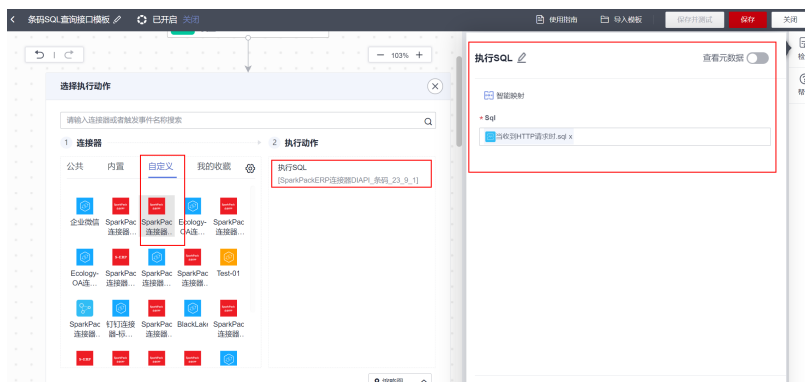 条码SQL查询接口模板
已开启 关闭
使用指南
导入模板
保存并测试
保存
关闭
103%
选择执行动作
请输入连接器或者触发事件名称搜索
1 连接器
2 执行动作
公共 内置 自定义 我的收藏
执行SQL
[SparkPackERP连接器DIAPI_条码_23_9_1]
企业微信 SparkPac 连接器... SparkPac 连接器... Ecology-OA连... SparkPac 连接器...
Ecology-OA连... SparkPac 连接器... SparkPac 连接器... SparkPac 连接器... Test-01
SparkPac 连接器... 钉钉连接器-标... SparkPac 连接器... BlackLake SparkPac 连接器...
执行SQL
查看元数据
智能映射
* Sql
当收到HTTP请求时.sql x